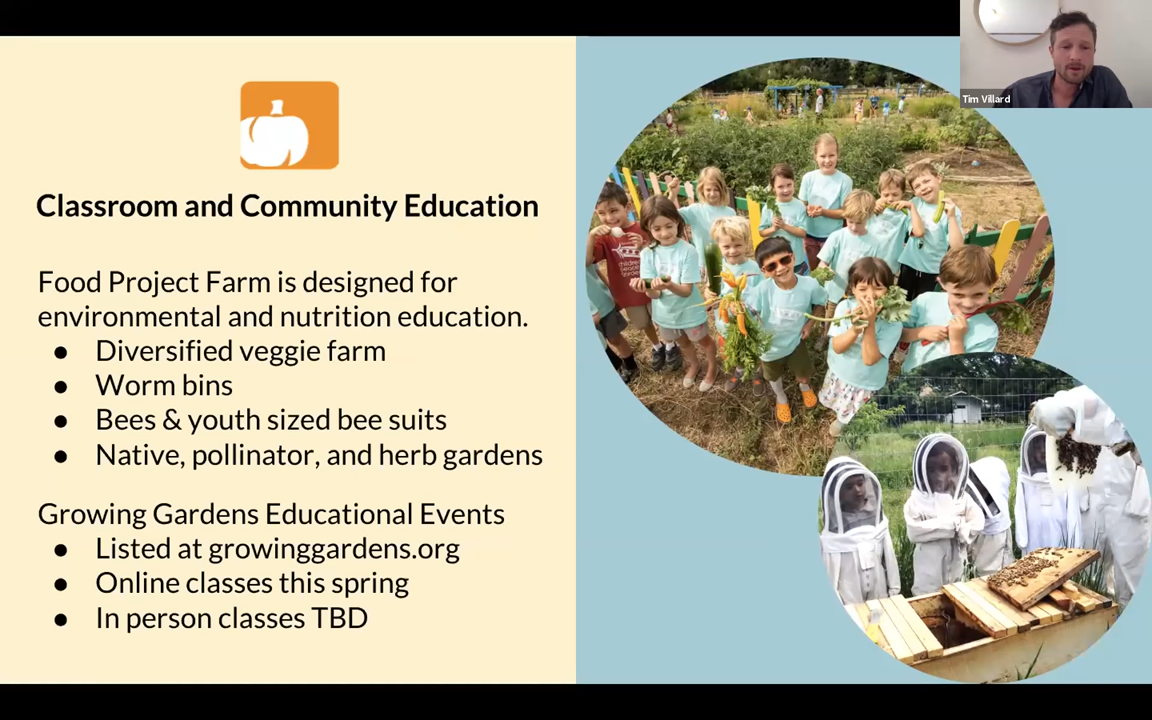 Tim Villard
Classroom and Community Education
Food Project Farm is designed for
environmental and nutrition education.
● Diversified veggie farm
● Worm bins
● Bees & youth sized bee suits
● Native, pollinator, and herb gardens
Growing Gardens Educational Events
● Listed at growinggardens.org
● Online classes this spring
● In person classes TBD